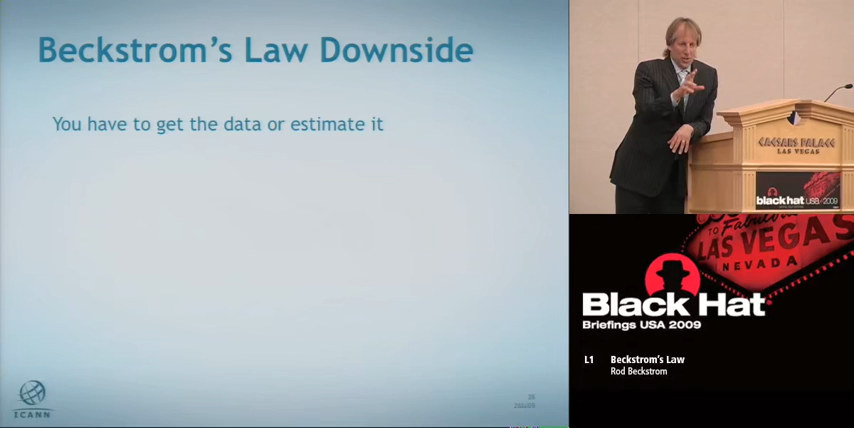 Beckstrom's Law Downside
You have to get the data or estimate it
ICANN
CAESARS PALACE
LAS VEGAS
black hat USA 2009
TO Fabulous
LAS VEGAS
NEVADA
Black Hat
Briefings USA 2009
L1 Beckstrom's Law
Rod Beckstrom